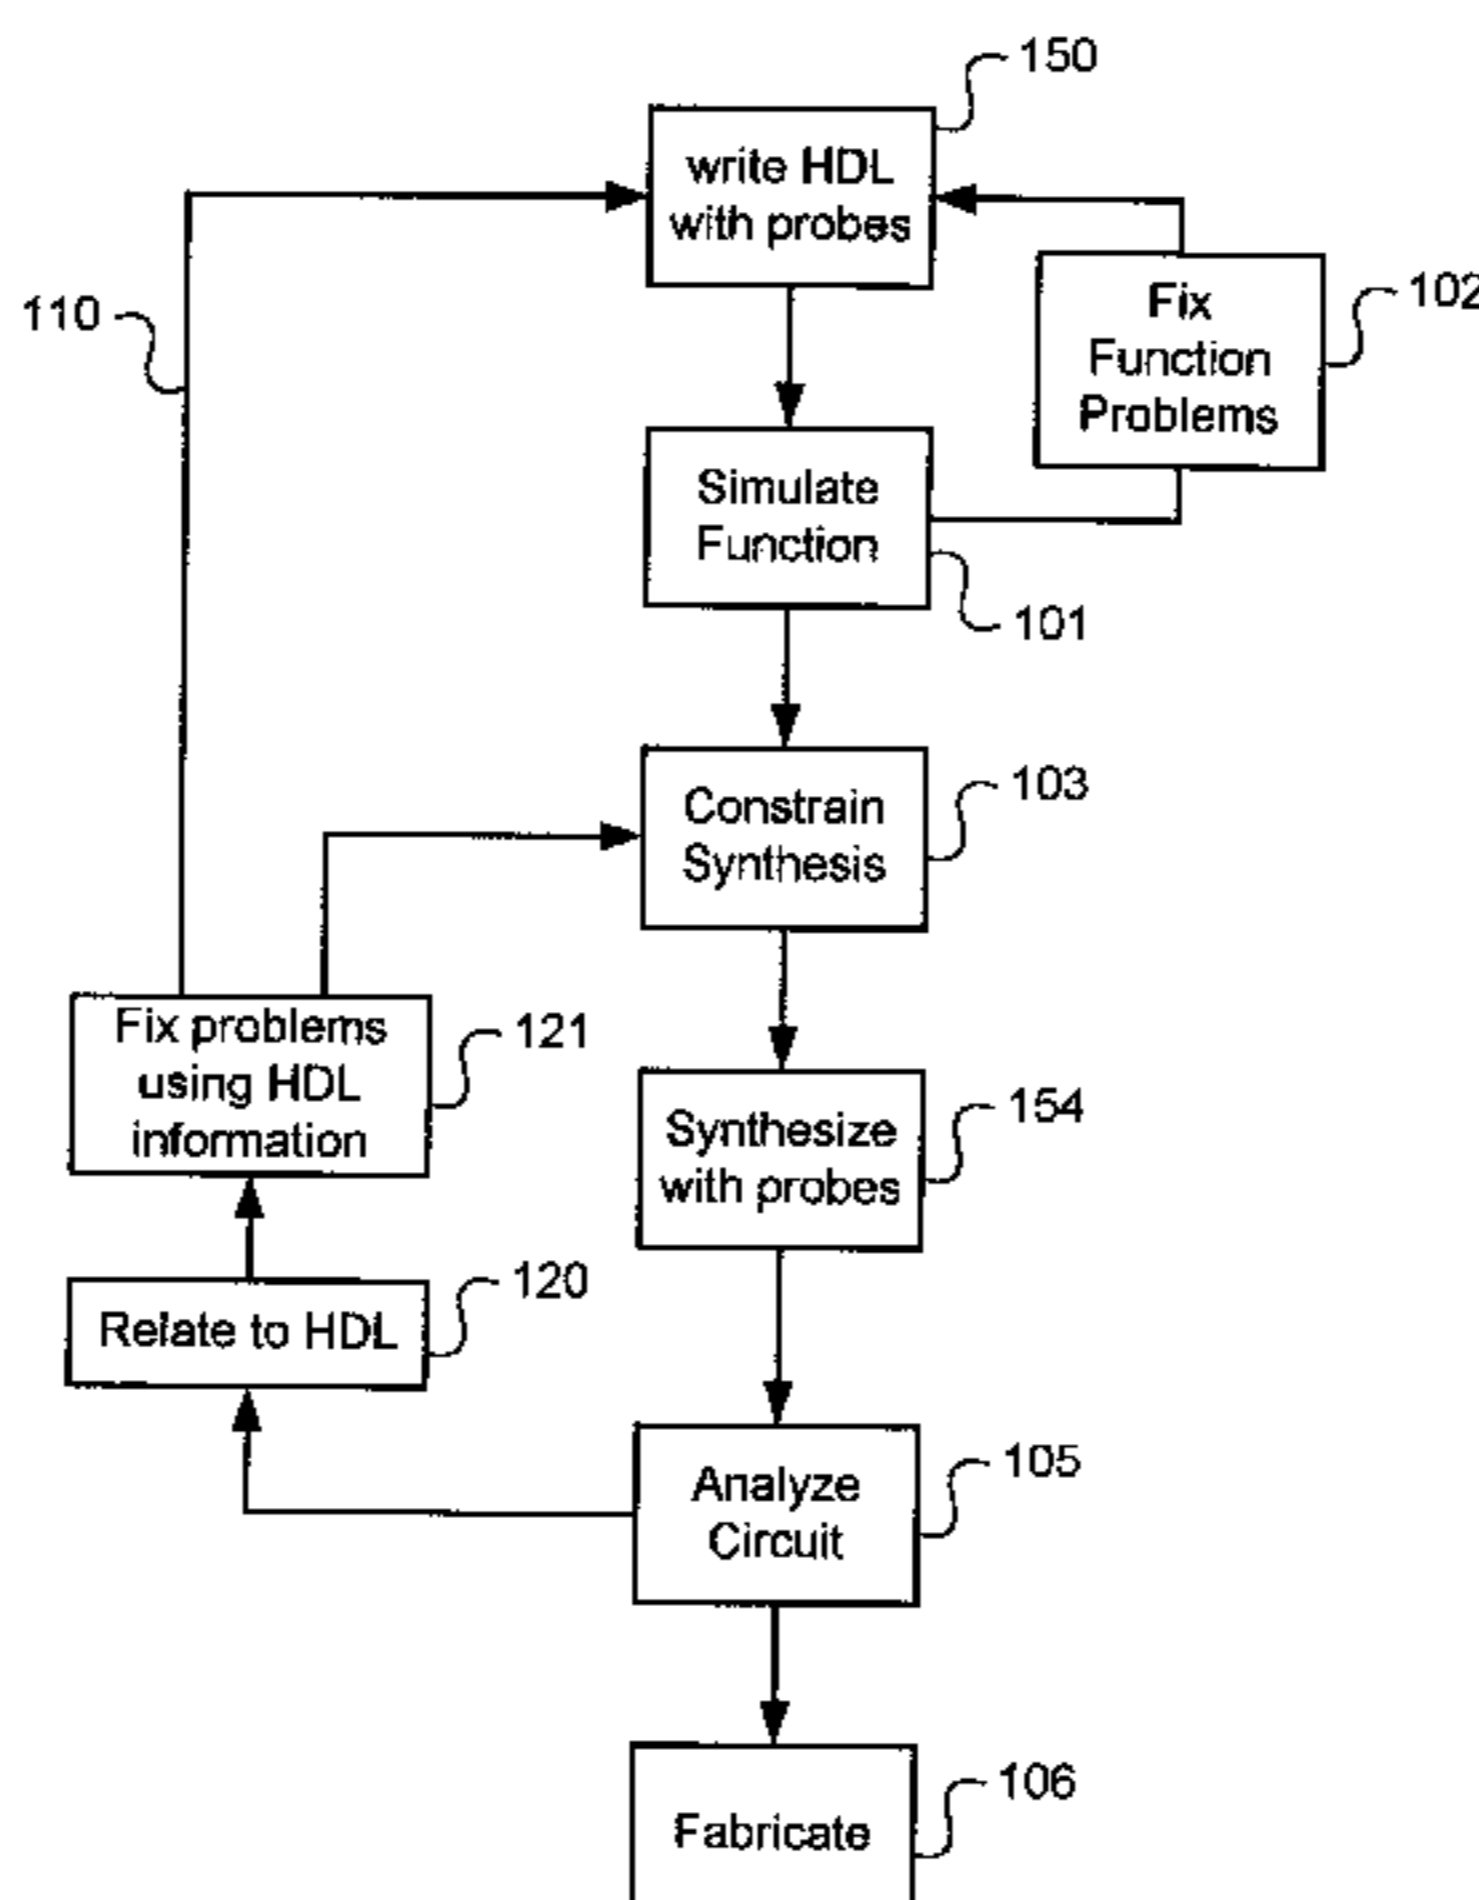 150
write HDL
with probes
110
Fix
Function
Problems
102
Simulate
Function
101
Constrain
Synthesis
103
Fix problems
using HDL
information
121
Synthesize
with probes
154
Relate to HDL
120
Analyze
Circuit
105
Fabricate
106